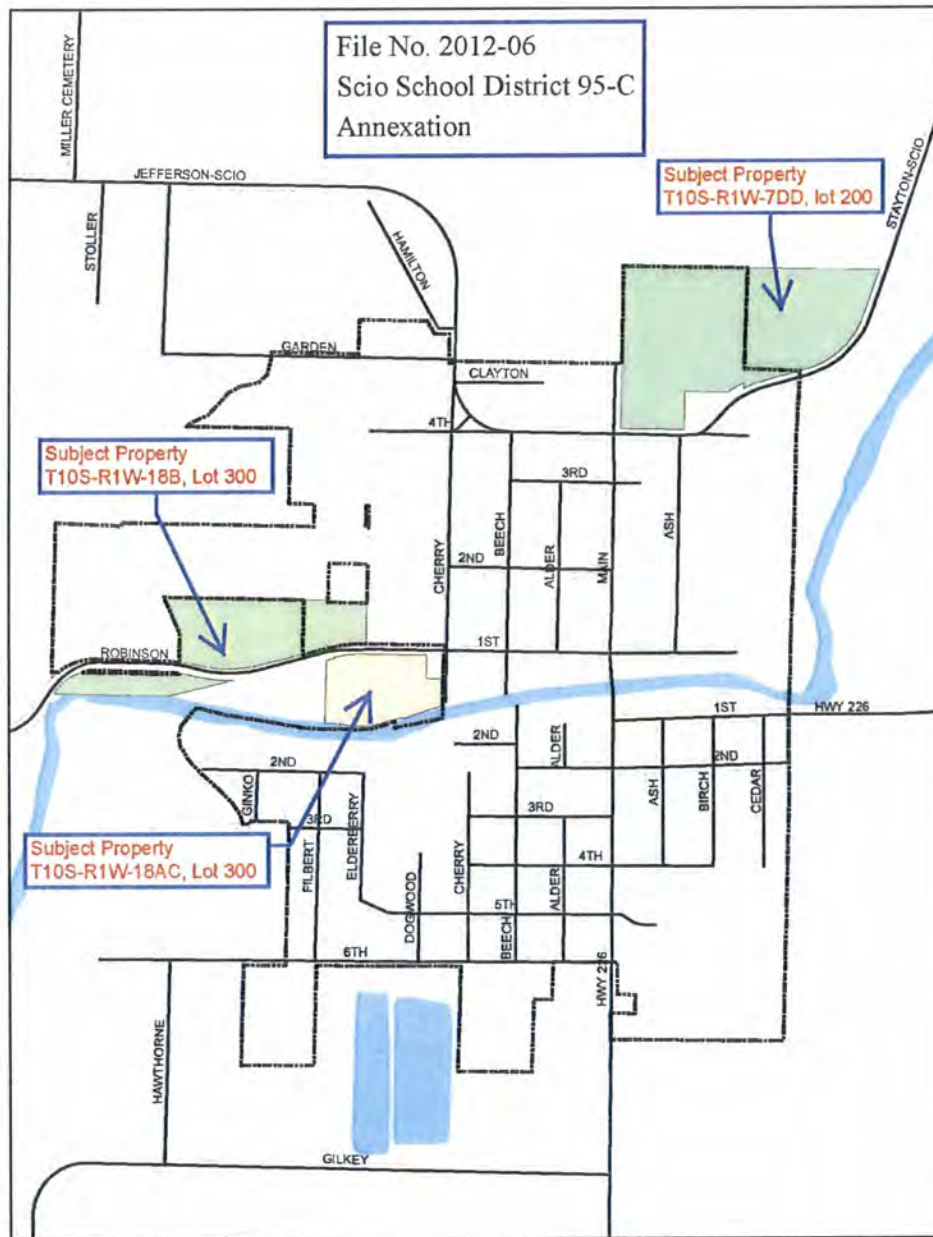 File No. 2012-06
Scio School District 95-C
Annexation
MILLER CEMETERY
JEFFERSON-SCIO
STOLLER
HAMILTON
STAYTON-SCIO
Subject Property
T10S-R1W-7DD, lot 200
GARDEN
CLAYTON
4TH
Subject Property
T10S-R1W-18B, Lot 300
3RD
CHERRY
BEECH
ALDER
MAIN
ASH
2ND
ROBINSON
1ST
1ST
HWY 226
2ND
ALDER
2ND
2ND
GINKO
FILBERT
ELDERBERRY
3RD
CHERRY
3RD
ASH
BIRCH
CEDAR
Subject Property
T10S-R1W-18AC, Lot 300
4TH
DOGWOOD
BEECH
ALDER
5TH
6TH
HWY 226
HAWTHORNE
GILKEY